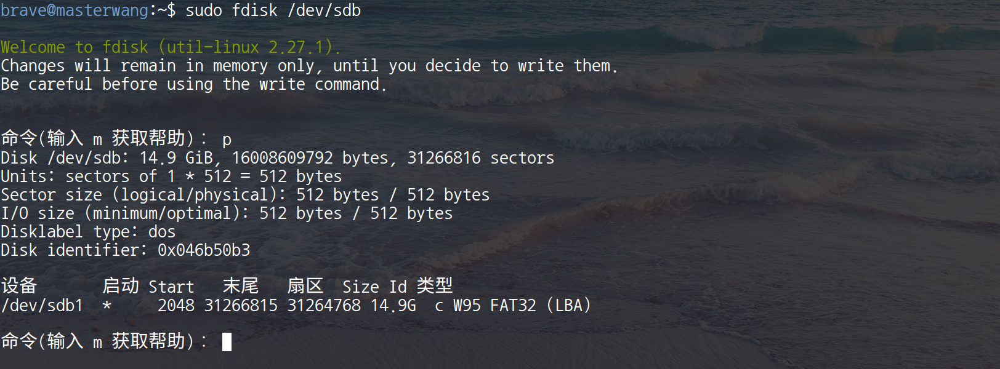 brave@masterwang:~$ sudo fdisk /dev/sdb
Welcome to fdisk (util-linux 2.27.1).
Changes will remain in memory only, until you decide to write them.
Be careful before using the write command.
命令(输入 m 获取帮助)： p
Disk /dev/sdb: 14.9 GiB, 16008609792 bytes, 31266816 sectors
Units: sectors of 1 * 512 = 512 bytes
Sector size (logical/physical): 512 bytes / 512 bytes
I/O size (minimum/optimal): 512 bytes / 512 bytes
Disklabel type: dos
Disk identifier: 0x046b50b3
设备 启动 Start 末尾 扇区 Size Id 类型
/dev/sdb1 * 2048 31266815 31264768 14.9G c W95 FAT32 (LBA)
命令(输入 m 获取帮助)：